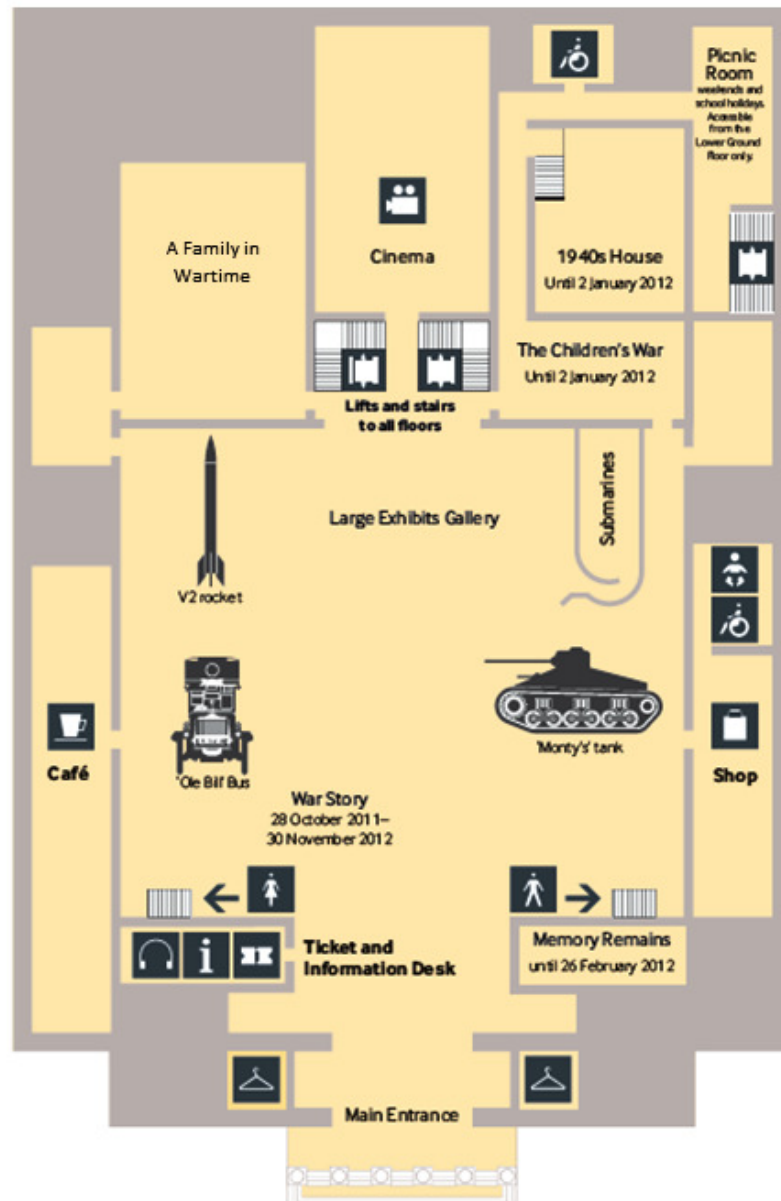 Picnic
Room
weekends and
school holidays.
Accessible
from the
Lower Ground
floor only.
A Family in
Wartime
Cinema
1940s House
Until 2 January 2012
The Children's War
Until 2 January 2012
Lifts and stairs
to all floors
Large Exhibits Gallery
Submarines
V2 rocket
'Monty's' tank
'Ole Bill' Bus
Café
Shop
War Story
28 October 2011–
30 November 2012
Ticket and
Information Desk
Memory Remains
until 26 February 2012
Main Entrance